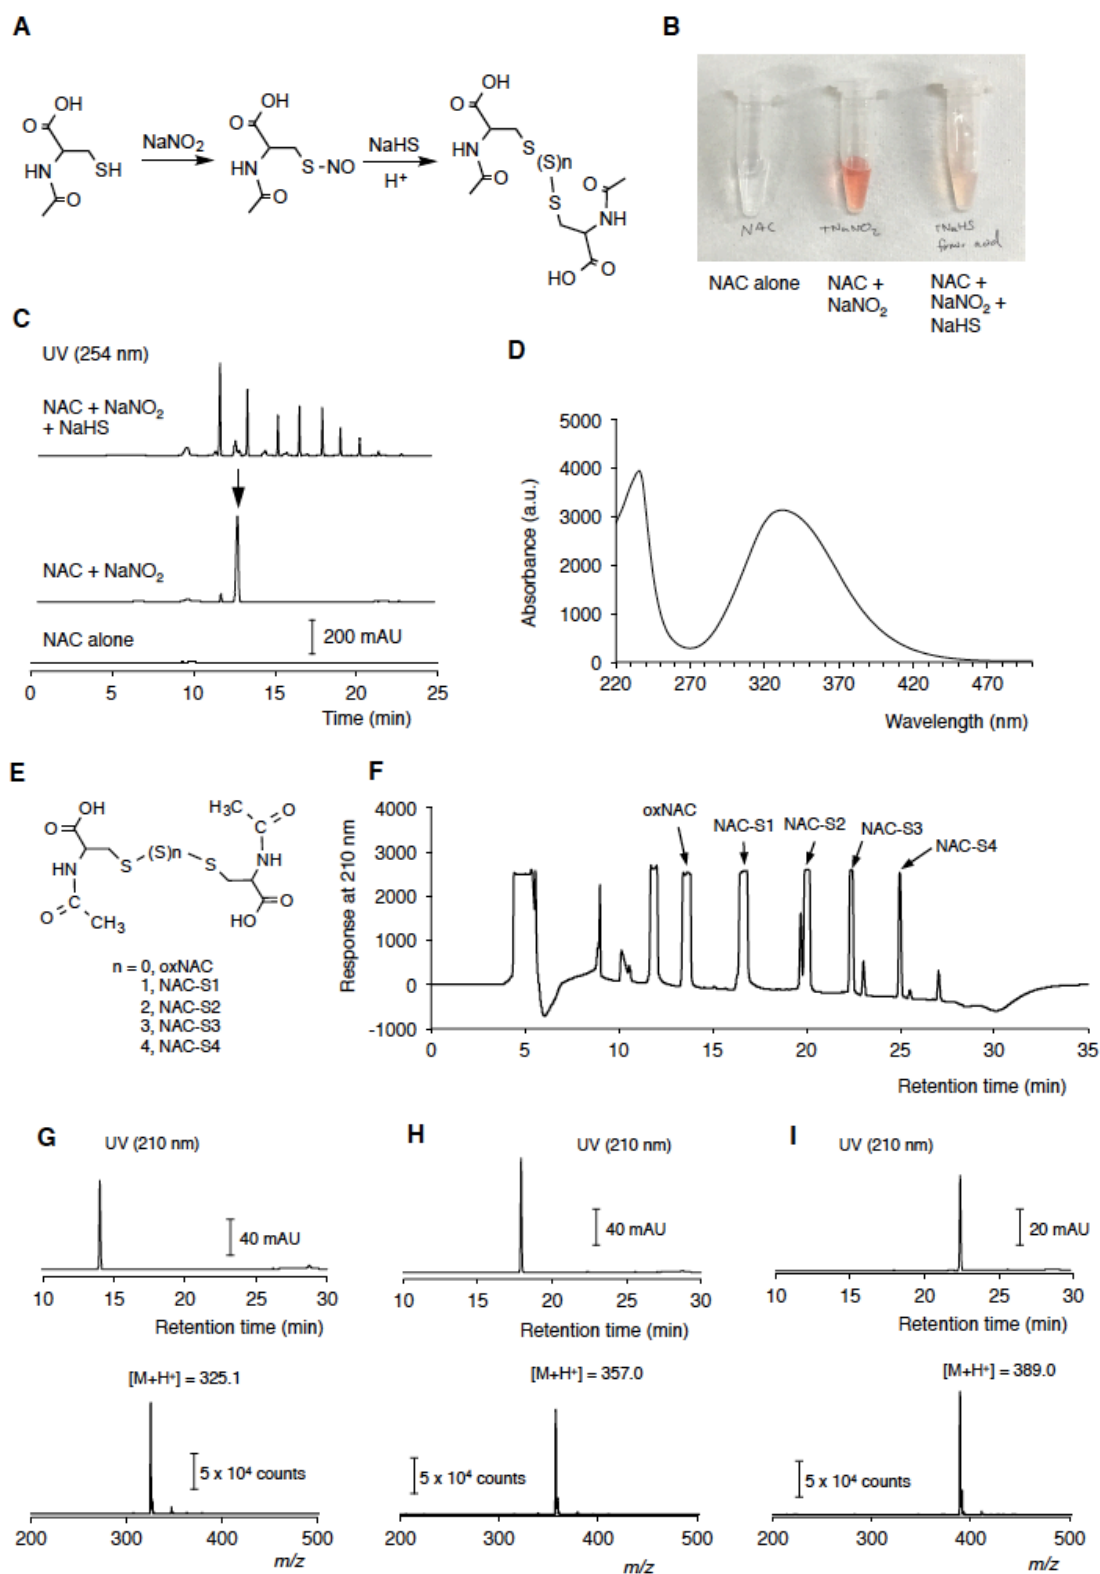 A
OH
O
HN
SH
O
NaNO₂
OH
O
HN
S-NO
O
NaHS
H⁺
OH
O
HN
S
(S)n
O
S
O
NH
O
HO
B
NAC
+NaNO₂
+NaHS
formic acid
NAC alone
NAC +
NaNO₂
NAC +
NaNO₂ +
NaHS
C
UV (254 nm)
NAC + NaNO₂
+ NaHS
NAC + NaNO₂
NAC alone
200 mAU
0 5 10 15 20 25
Time (min)
D
Absorbance (a.u.)
5000
4000
3000
2000
1000
0
220 270 320 370 420 470
Wavelength (nm)
E
OH
O
HN
S
(S)n
S
H₃C
C
O
HN
O
HO
C
O
CH₃
n = 0, oxNAC
1, NAC-S1
2, NAC-S2
3, NAC-S3
4, NAC-S4
F
Response at 210 nm
4000
3000
2000
1000
0
-1000
oxNAC
NAC-S1
NAC-S2
NAC-S3
NAC-S4
0 5 10 15 20 25 30 35
Retention time (min)
G
UV (210 nm)
40 mAU
10 15 20 25 30
Retention time (min)
[M+H⁺] = 325.1
5 x 10⁴ counts
200 300 400 500
m/z
H
UV (210 nm)
40 mAU
10 15 20 25 30
Retention time (min)
[M+H⁺] = 357.0
5 x 10⁴ counts
200 300 400 500
m/z
I
UV (210 nm)
20 mAU
10 15 20 25 30
Retention time (min)
[M+H⁺] = 389.0
5 x 10⁴ counts
200 300 400 500
m/z